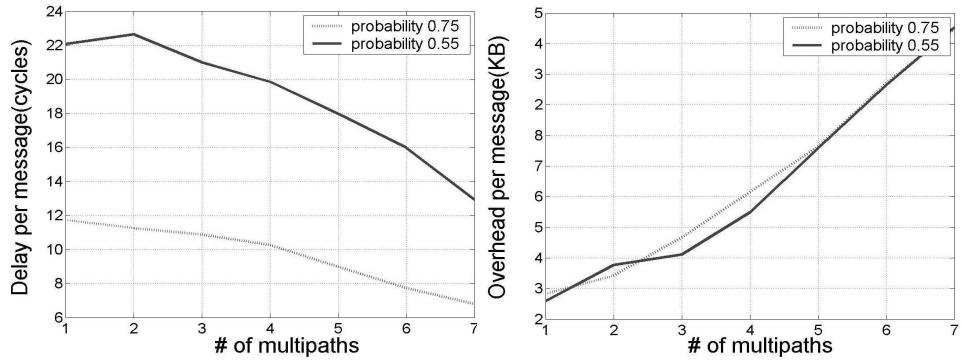 Delay per message(cycles)
24
22
20
18
16
14
12
10
8
6
probability 0.75
probability 0.55
1 2 3 4 5 6 7
# of multipaths
Overhead per message(KB)
5
4
3
2
8
7
6
5
4
3
2
probability 0.75
probability 0.55
1 2 3 4 5 6 7
# of multipaths